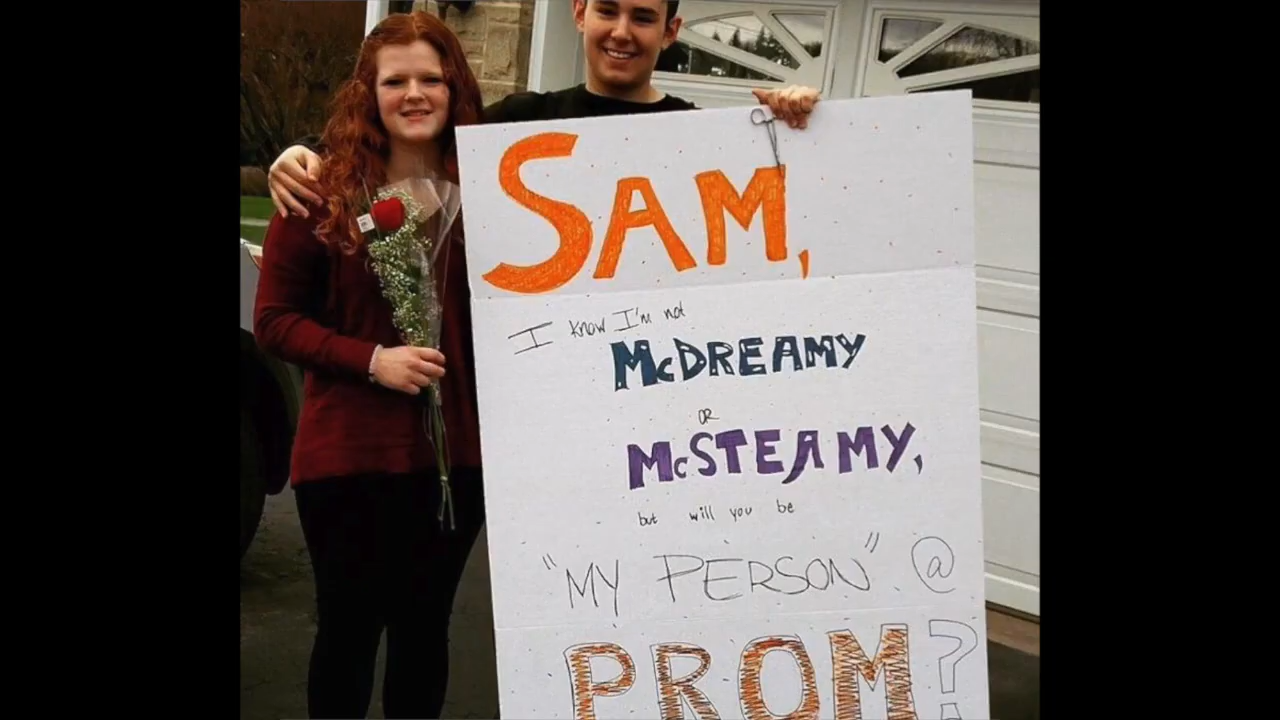 SAM,
I know I'm not
McDREAMY
OR
McSTEAMY,
but will you be
"MY PERSON" @
PROM?